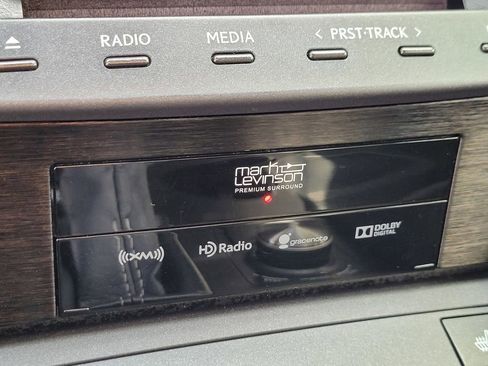 RADIO MEDIA < PRST·TRACK >
mark
Levinson
PREMIUM SURROUND
((XM)) HD Radio gracenote DOLBY
DIGITAL